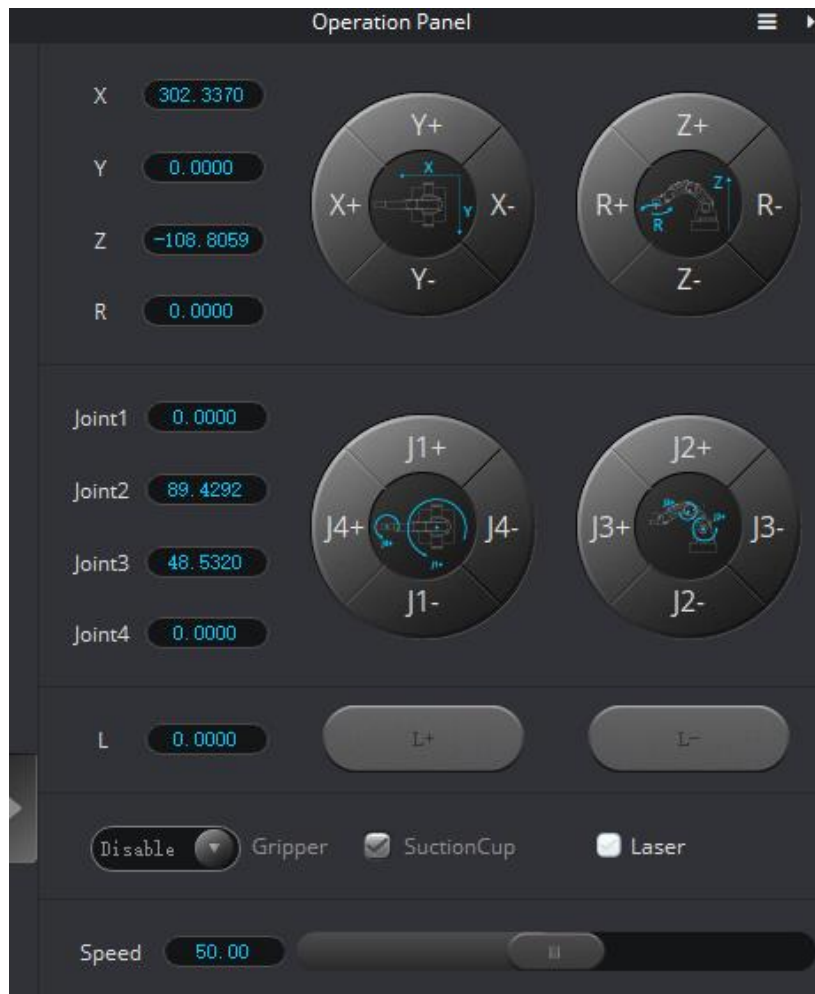 Operation Panel
X 302.3370
Y 0.0000
Z -108.8059
R 0.0000
Y+
X+ X-
Y-
X
Y
Z+
R+ R-
Z-
Z
R
Joint1 0.0000
Joint2 89.4292
Joint3 48.5320
Joint4 0.0000
J1+
J4+ J4-
J1-
J1+
J2+
J3+ J3-
J2-
L 0.0000 L+ L-
Disable Gripper SuctionCup Laser
Speed 50.00